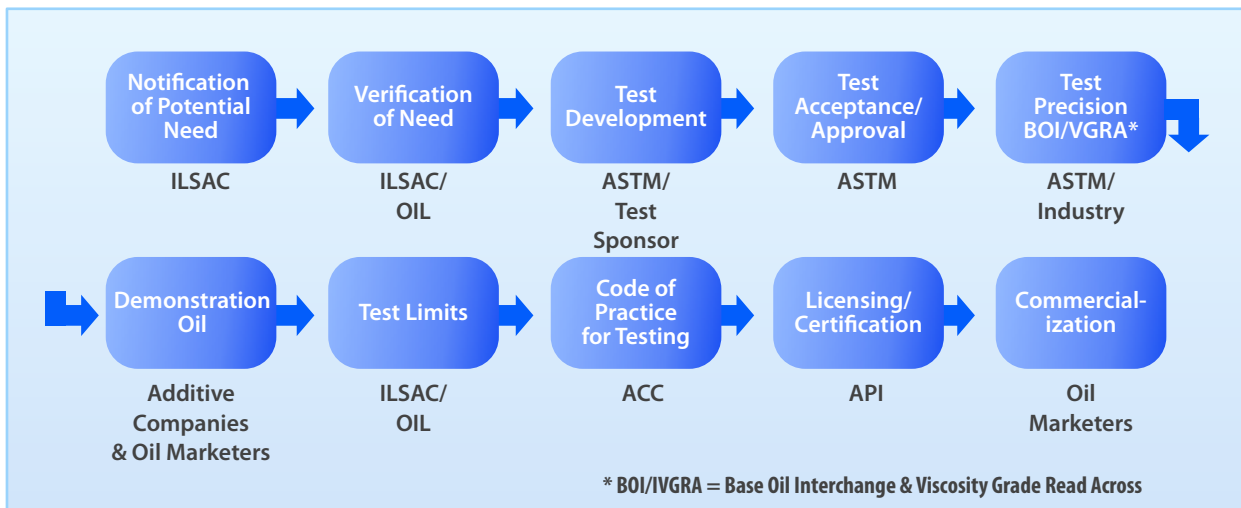 Notification
of Potential
Need
ILSAC
Verification
of Need
ILSAC/
OIL
Test
Development
ASTM/
Test
Sponsor
Test
Acceptance/
Approval
ASTM
Test
Precision
BOI/VGRA*
ASTM/
Industry
Demonstration
Oil
Additive
Companies
& Oil Marketers
Test Limits
ILSAC/
OIL
Code of
Practice
for Testing
ACC
Licensing/
Certification
API
Commercial-
ization
Oil
Marketers
* BOI/IVGRA = Base Oil Interchange & Viscosity Grade Read Across